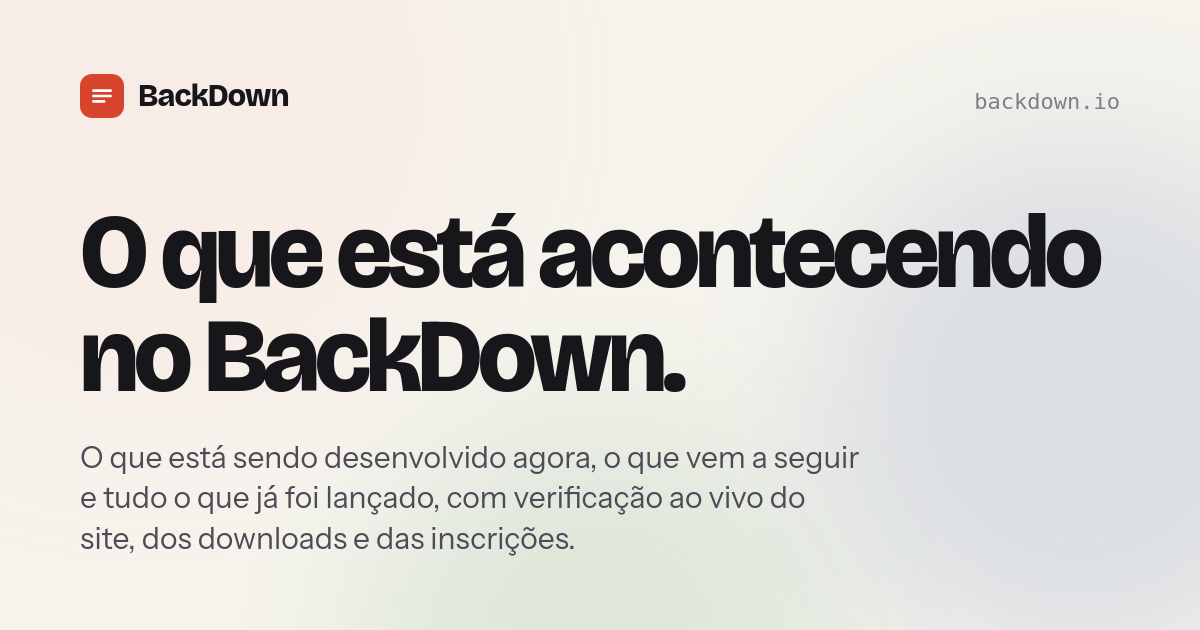 BackDown
backdown.io
O que está acontecendo
no BackDown.
O que está sendo desenvolvido agora, o que vem a seguir
e tudo o que já foi lançado, com verificação ao vivo do
site, dos downloads e das inscrições.